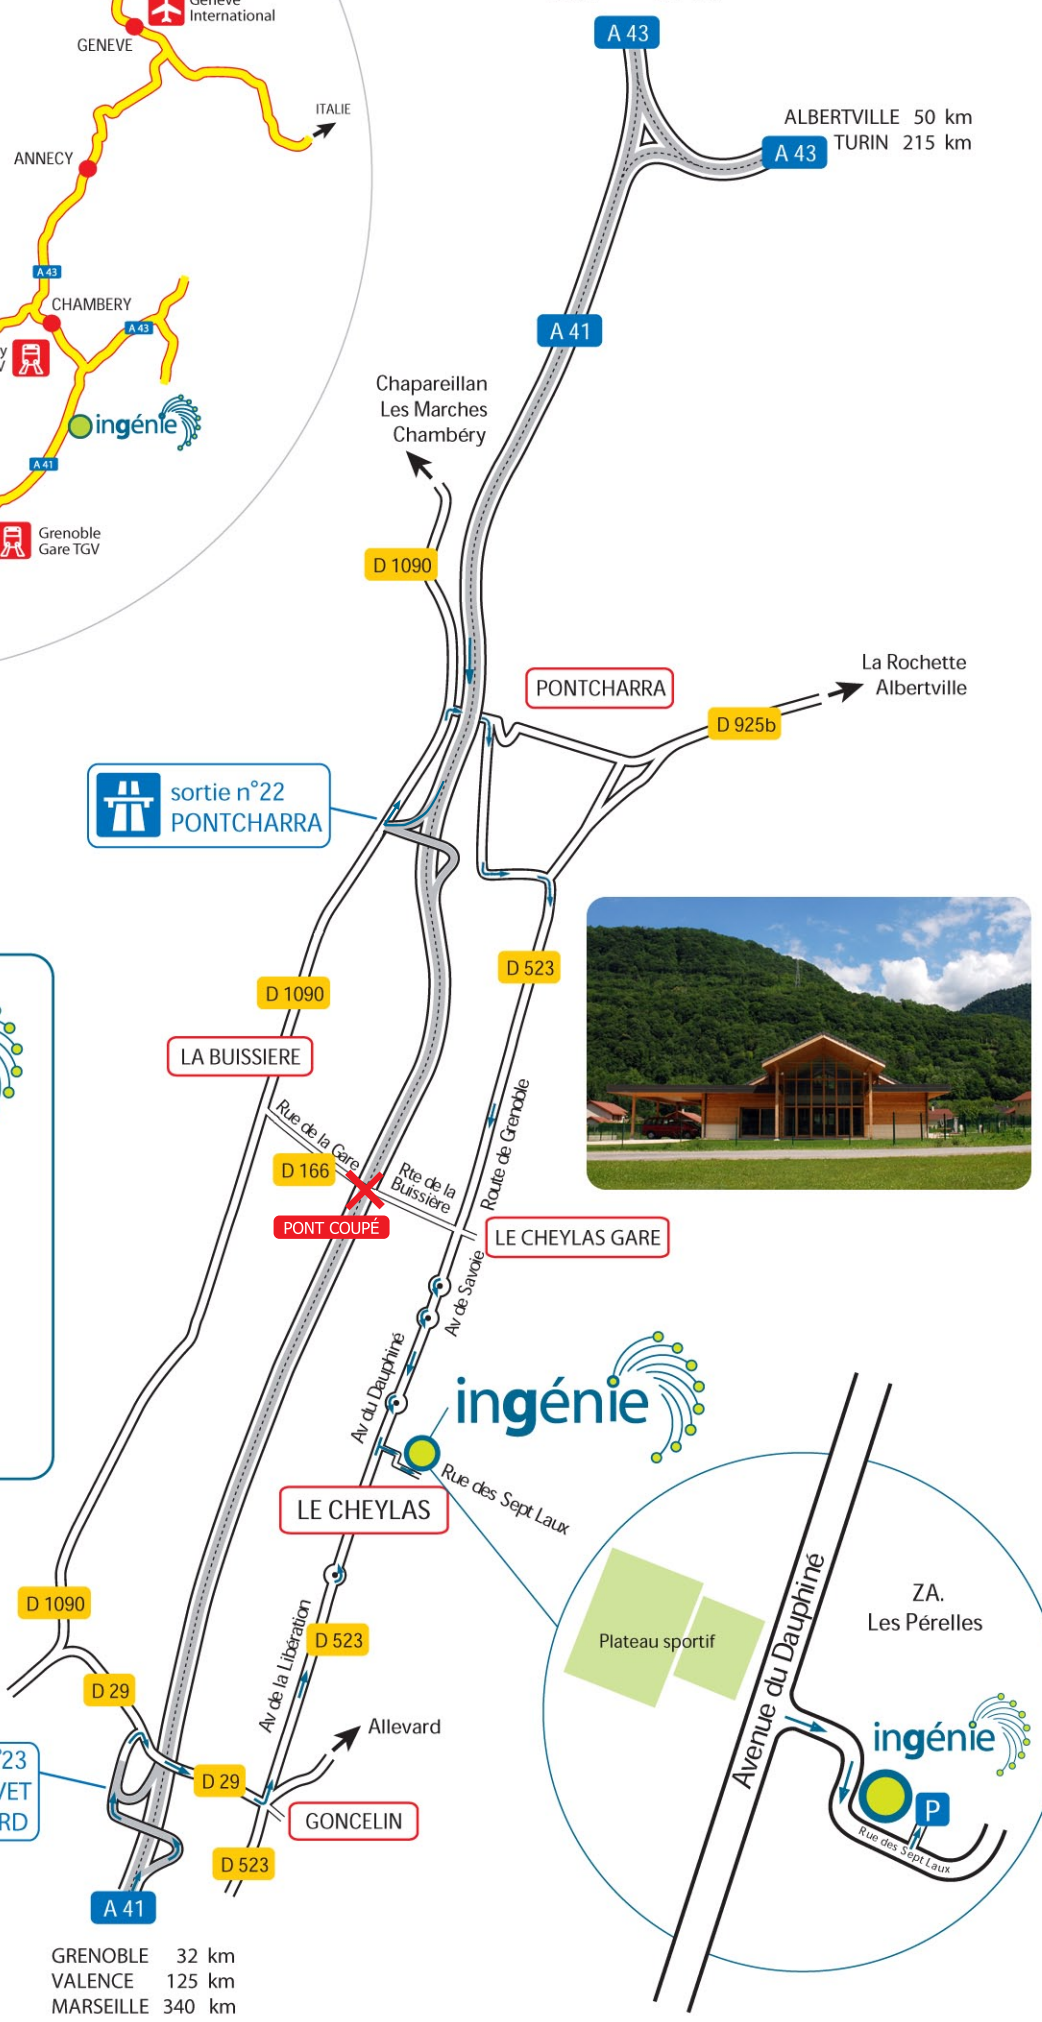 Genève
International
GENEVE
ITALIE
ANNECY
A 43
CHAMBERY
A 43
ingénie
A 41
Grenoble
Gare TGV
A 43
ALBERTVILLE 50 km
A 43
TURIN 215 km
A 41
Chapareillan
Les Marches
Chambéry
D 1090
La Rochette
Albertville
PONTCHARRA
D 925b
sortie n°22
PONTCHARRA
D 523
D 1090
LA BUISSIERE
Rue de la Gare
D 166
Rte de la
Buissière
Route de Grenoble
PONT COUPÉ
LE CHEYLAS GARE
Av de Savoie
Av du Dauphiné
ingénie
Rue des Sept Laux
LE CHEYLAS
D 1090
D 523
Av de la Libération
D 29
Allevard
°23
VET
RD
D 29
GONCELIN
D 523
A 41
GRENOBLE 32 km
VALENCE 125 km
MARSEILLE 340 km
ZA.
Les Pérelles
Plateau sportif
Avenue du Dauphiné
ingénie
P
Rue des Sept Laux